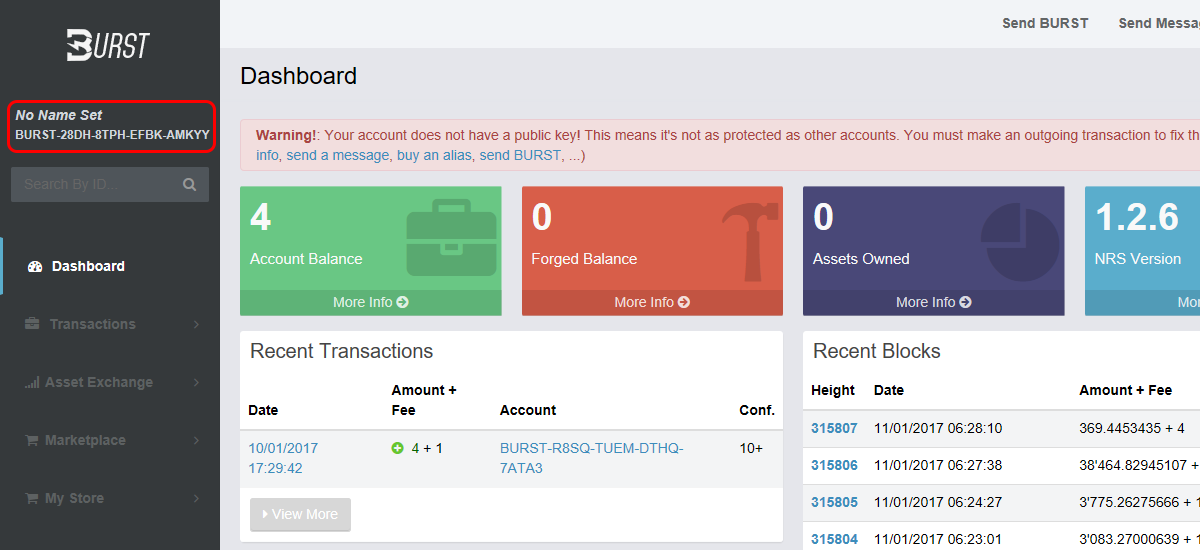 BURST
Send BURST
Send Messa
No Name Set
BURST-28DH-8TPH-EFBK-AMKYY
Search By ID...
Dashboard
Transactions
Asset Exchange
Marketplace
My Store
Dashboard
Warning!: Your account does not have a public key! This means it's not as protected as other accounts. You must make an outgoing transaction to fix th
info, send a message, buy an alias, send BURST, ...)
4
Account Balance
More Info
0
Forged Balance
More Info
0
Assets Owned
More Info
1.2.6
NRS Version
Mor
Recent Transactions
Date Amount + Fee Account Conf.
10/01/2017 17:29:42 4 + 1 BURST-R8SQ-TUEM-DTHQ-7ATA3 10+
View More
Recent Blocks
Height Date Amount + Fee
315807 11/01/2017 06:28:10 369.4453435 + 4
315806 11/01/2017 06:27:38 38'464.82945107 +
315805 11/01/2017 06:24:27 3'775.26275666 + 1
315804 11/01/2017 06:23:01 3'083.27000639 + 1